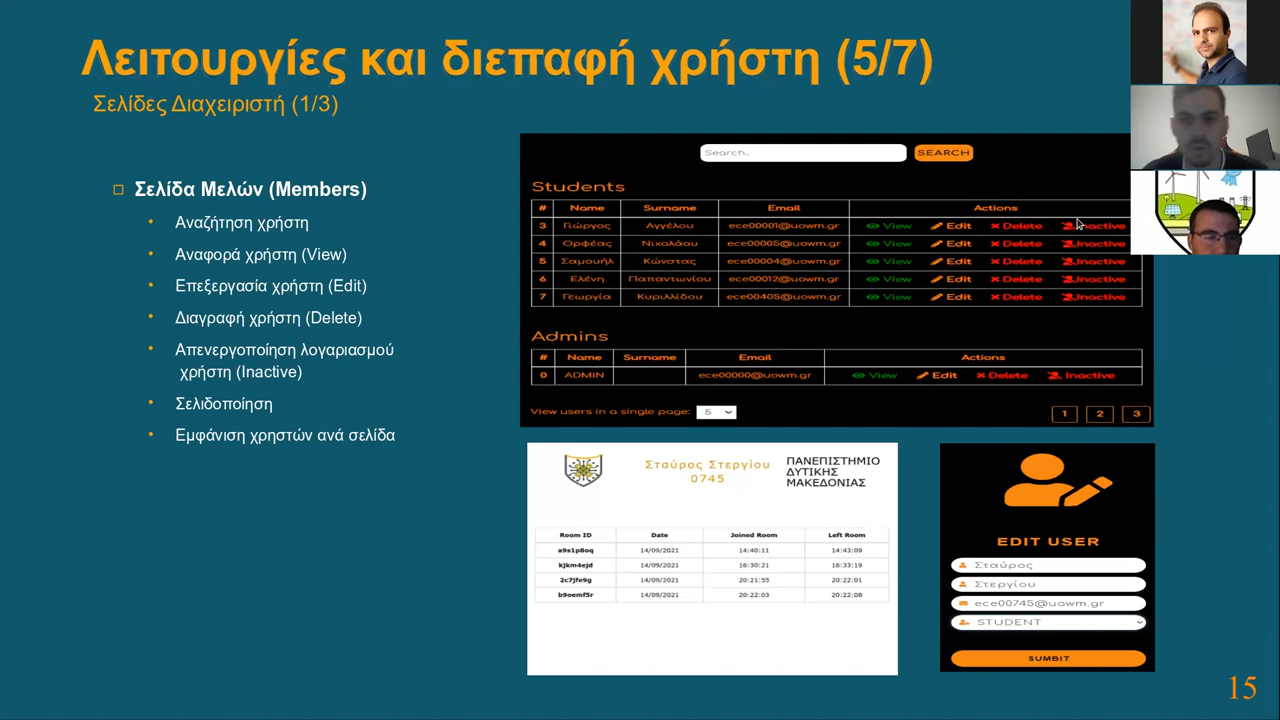 Λειτουργίες και διεπαφή χρήστη (5/7)
Σελίδες Διαχειριστή (1/3)
Σελίδα Μελών (Members)
Αναζήτηση χρήστη
Αναφορά χρήστη (View)
Επεξεργασία χρήστη (Edit)
Διαγραφή χρήστη (Delete)
Απενεργοποίηση λογαριασμού
χρήστη (Inactive)
Σελιδοποίηση
Εμφάνιση χρηστών ανά σελίδα
Search.. SEARCH
Students
# Name Surname Email Actions
3 Γιώργος Αγγέλου ece00001@uowm.gr View Edit Delete Inactive
4 Ορφέας Νικολάου ece00005@uowm.gr View Edit Delete Inactive
5 Σαμουήλ Κώνστας ece00004@uowm.gr View Edit Delete Inactive
6 Ελένη Παπαντωνίου ece00012@uowm.gr View Edit Delete Inactive
7 Γεωργία Κυριλλίδου ece00405@uowm.gr View Edit Delete Inactive
Admins
# Name Surname Email Actions
0 ADMIN ece00000@uowm.gr View Edit Delete Inactive
View users in a single page: 5 1 2 3
Σταύρος Στεργίου
0745
ΠΑΝΕΠΙΣΤΗΜΙΟ
ΔΥΤΙΚΗΣ
ΜΑΚΕΔΟΝΙΑΣ
Room ID Date Joined Room Left Room
a9s1p8oq 14/09/2021 14:40:11 14:43:09
kjkm4ejd 14/09/2021 16:30:21 16:33:19
2c7jfe9g 14/09/2021 20:21:55 20:22:01
b9oemf5r 14/09/2021 20:22:03 20:22:08
EDIT USER
Σταύρος
Στεργίου
ece00745@uowm.gr
STUDENT
SUMBIT
15